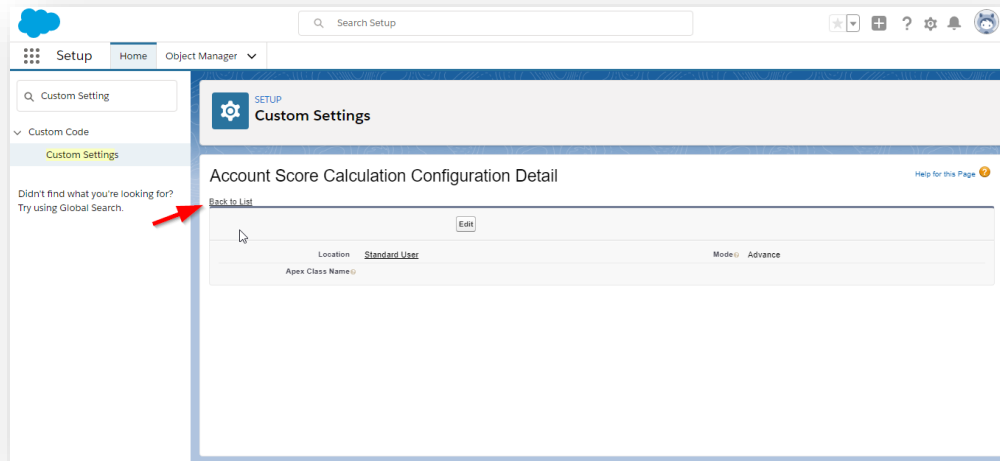 Search Setup
Setup
Home
Object Manager
Custom Setting
Custom Code
Custom Settings
Didn't find what you're looking for?
Try using Global Search.
SETUP
Custom Settings
Account Score Calculation Configuration Detail
Help for this Page ?
Back to List
Edit
Location Standard User Mode Advance
Apex Class Name